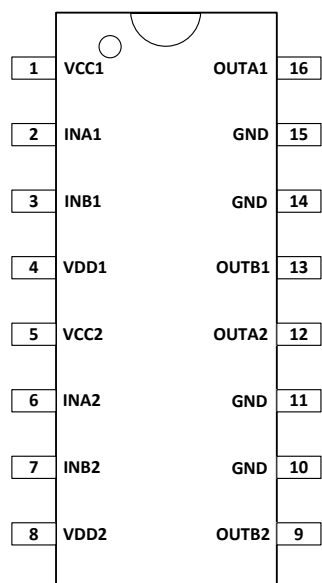 1 VCC1 OUTA1 16
2 INA1 GND 15
3 INB1 GND 14
4 VDD1 OUTB1 13
5 VCC2 OUTA2 12
6 INA2 GND 11
7 INB2 GND 10
8 VDD2 OUTB2 9